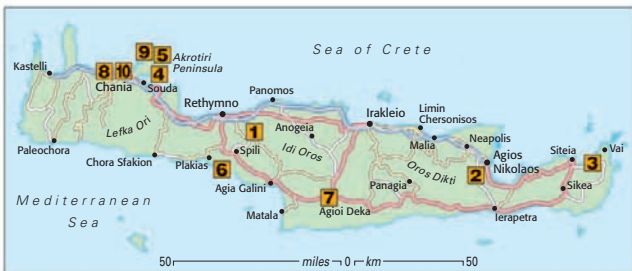 Sea of Crete
9 5 Akrotiri
Peninsula
Kastelli
8 10 4
Chania Souda
Panomos
Rethymno
Irakleio
Limin
Chersonisos
Lefka Ori
1 Anogeia
Malia
Neapolis
Paleochora
Chora Sfakion
Spili
Idi Oros
Agios
Nikolaos
Siteia
Vai
3
Plakias 6
Oros Dikti
2
Panagia
Sikea
Agia Galini
7
Mediterranean
Sea
Matala
Agioi Deka
Ierapetra
50 miles 0 km 50